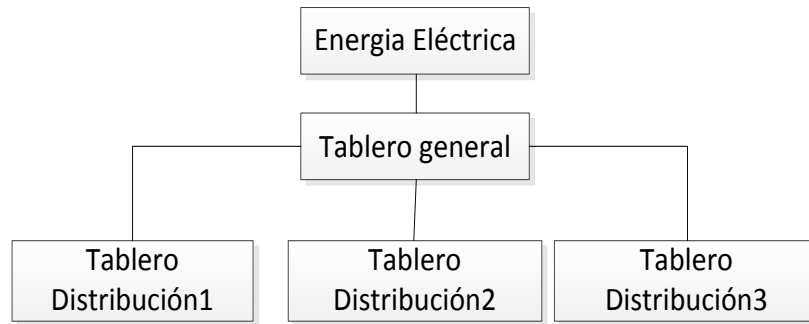 Energia Eléctrica
Tablero general
Tablero
Distribución1
Tablero
Distribución2
Tablero
Distribución3